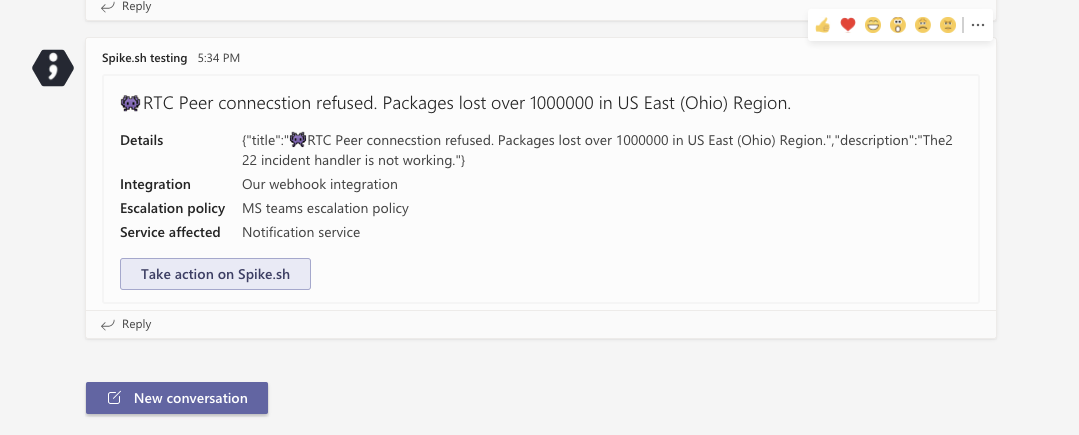 Reply
Spike.sh testing 5:34 PM
👾RTC Peer connecstion refused. Packages lost over 1000000 in US East (Ohio) Region.
Details {"title":"👾RTC Peer connecstion refused. Packages lost over 1000000 in US East (Ohio) Region.","description":"The2
22 incident handler is not working."}
Integration Our webhook integration
Escalation policy MS teams escalation policy
Service affected Notification service
Take action on Spike.sh
Reply
New conversation